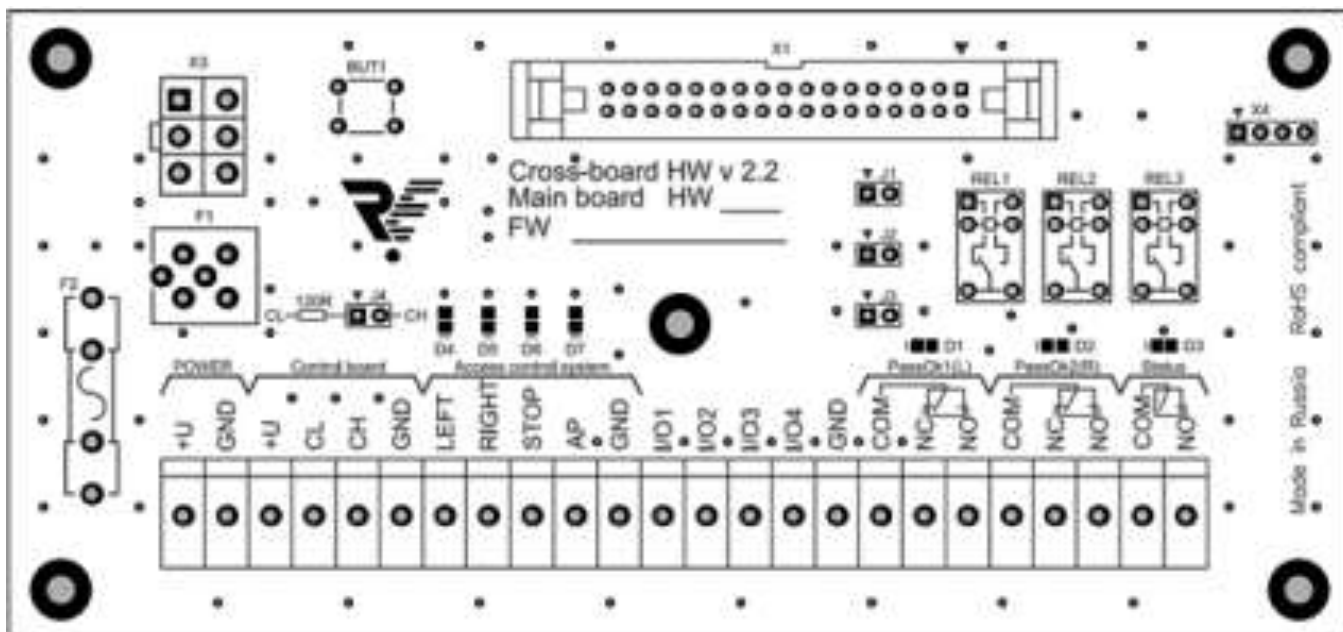 X3
BUT1
X1
X4
Cross-board HW v 2.2
Main board HW
FW
J1
REL1 REL2 REL3
F1
J2
F2
J3
CL 120R J4 CH
D4 D5 D6 D7
D1 D2 D3
POWER Control board Access control system PassOk1(L) PassOk2(R) Status
+U GND +U CL CH GND LEFT RIGHT STOP AP GND I/O1 I/O2 I/O3 I/O4 GND COM NC NO COM NC NO COM NO
Made in Russia RoHS compliant